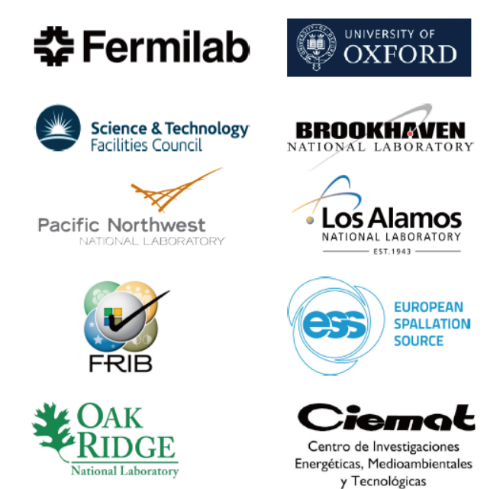 Fermilab
UNIVERSITY OF
OXFORD
Science & Technology
Facilities Council
BROOKHAVEN
NATIONAL LABORATORY
Pacific Northwest
NATIONAL LABORATORY
Los Alamos
NATIONAL LABORATORY
EST.1943
FRIB
ess
EUROPEAN
SPALLATION
SOURCE
OAK
RIDGE
National Laboratory
Ciemat
Centro de Investigaciones
Energéticas, Medioambientales
y Tecnológicas